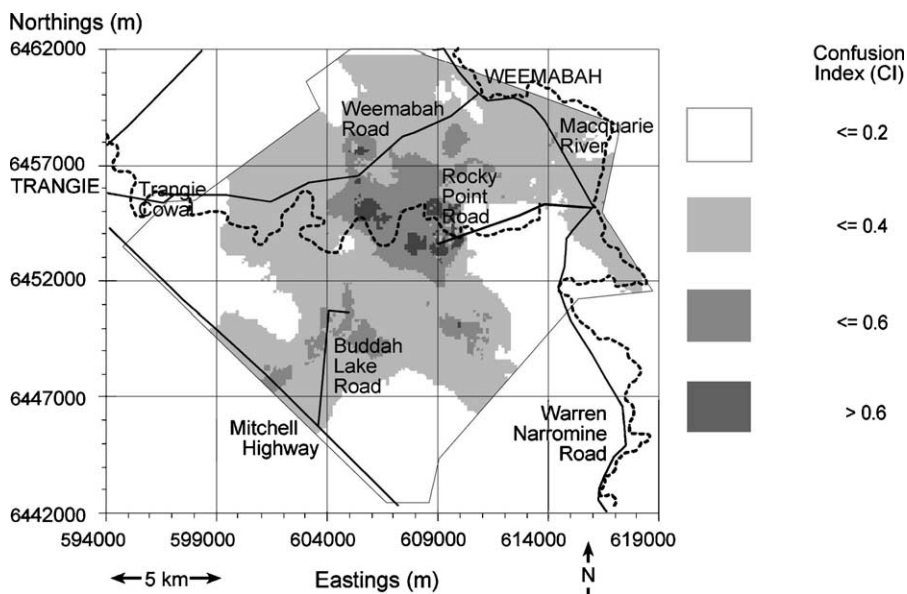 Northings (m)
6462000
6457000
TRANGIE
6452000
6447000
6442000
594000
599000
604000
609000
614000
619000
5 km
Eastings (m)
N
WEEMABAH
Weemabah
Road
Macquarie
River
Trangie
Cowal
Rocky
Point
Road
Buddah
Lake
Road
Mitchell
Highway
Warren
Narromine
Road
Confusion
Index (CI)
<= 0.2
<= 0.4
<= 0.6
> 0.6